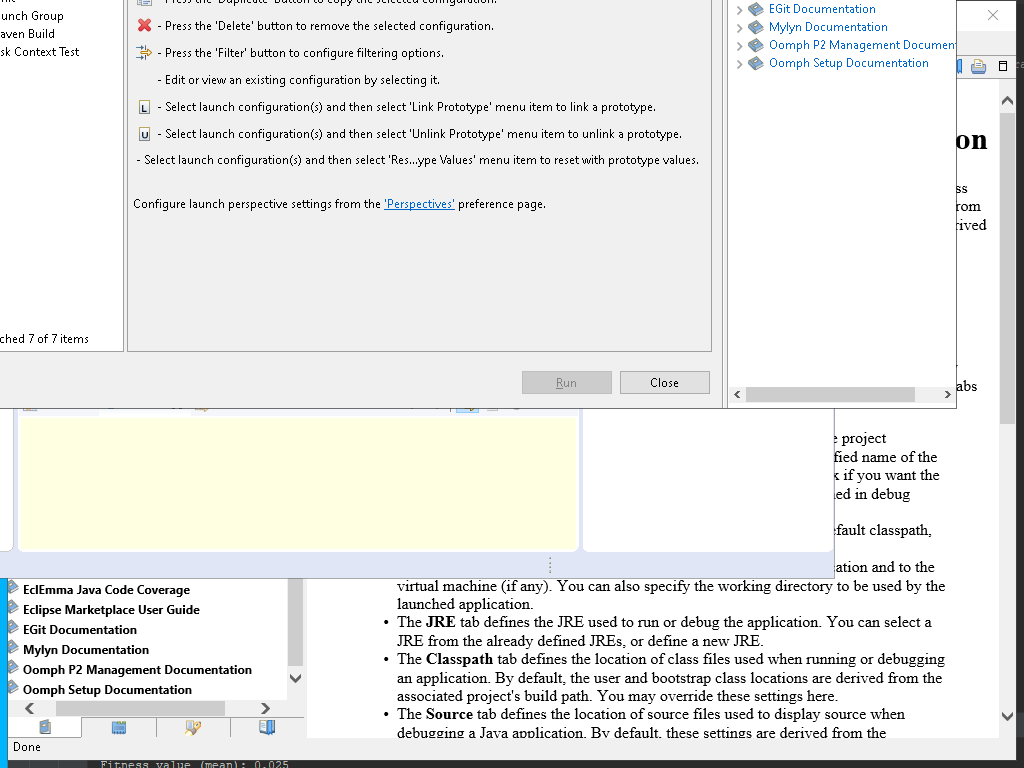 unch Group
aven Build
sk Context Test
ched 7 of 7 items
- Press the 'Duplicate' button to copy the selected configuration.
- Press the 'Delete' button to remove the selected configuration.
- Press the 'Filter' button to configure filtering options.
- Edit or view an existing configuration by selecting it.
L - Select launch configuration(s) and then select 'Link Prototype' menu item to link a prototype.
U - Select launch configuration(s) and then select 'Unlink Prototype' menu item to unlink a prototype.
- Select launch configuration(s) and then select 'Res...ype Values' menu item to reset with prototype values.
Configure launch perspective settings from the 'Perspectives' preference page.
Run
Close
EGit Documentation
Mylyn Documentation
Oomph P2 Management Documen
Oomph Setup Documentation
on
ss
rom
rived
abs
e project
fied name of the
k if you want the
ed in debug
efault classpath,
ation and to the
virtual machine (if any). You can also specify the working directory to be used by the
launched application.
• The JRE tab defines the JRE used to run or debug the application. You can select a
JRE from the already defined JREs, or define a new JRE.
• The Classpath tab defines the location of class files used when running or debugging
an application. By default, the user and bootstrap class locations are derived from the
associated project's build path. You may override these settings here.
• The Source tab defines the location of source files used to display source when
debugging a Java application. By default, these settings are derived from the
EclEmma Java Code Coverage
Eclipse Marketplace User Guide
EGit Documentation
Mylyn Documentation
Oomph P2 Management Documentation
Oomph Setup Documentation
Done
Fitness value (mean): 0.025